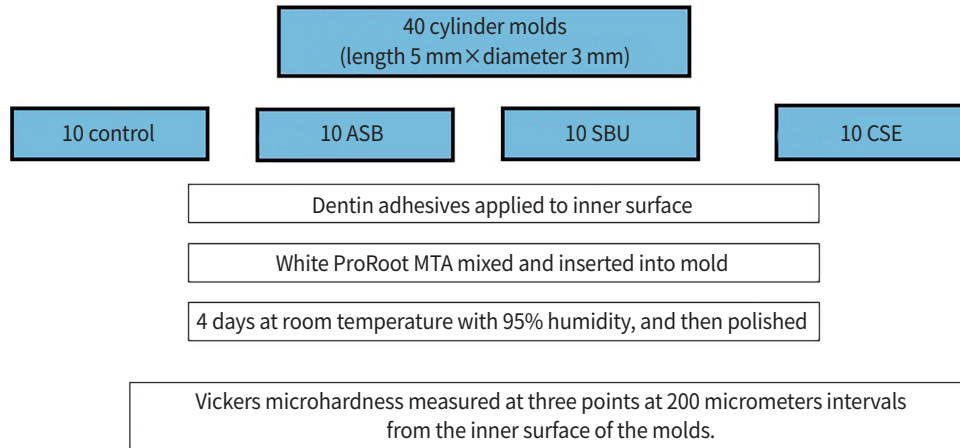 40 cylinder molds
(length 5 mm×diameter 3 mm)
10 control
10 ASB
10 SBU
10 CSE
Dentin adhesives applied to inner surface
White ProRoot MTA mixed and inserted into mold
4 days at room temperature with 95% humidity, and then polished
Vickers microhardness measured at three points at 200 micrometers intervals
from the inner surface of the molds.